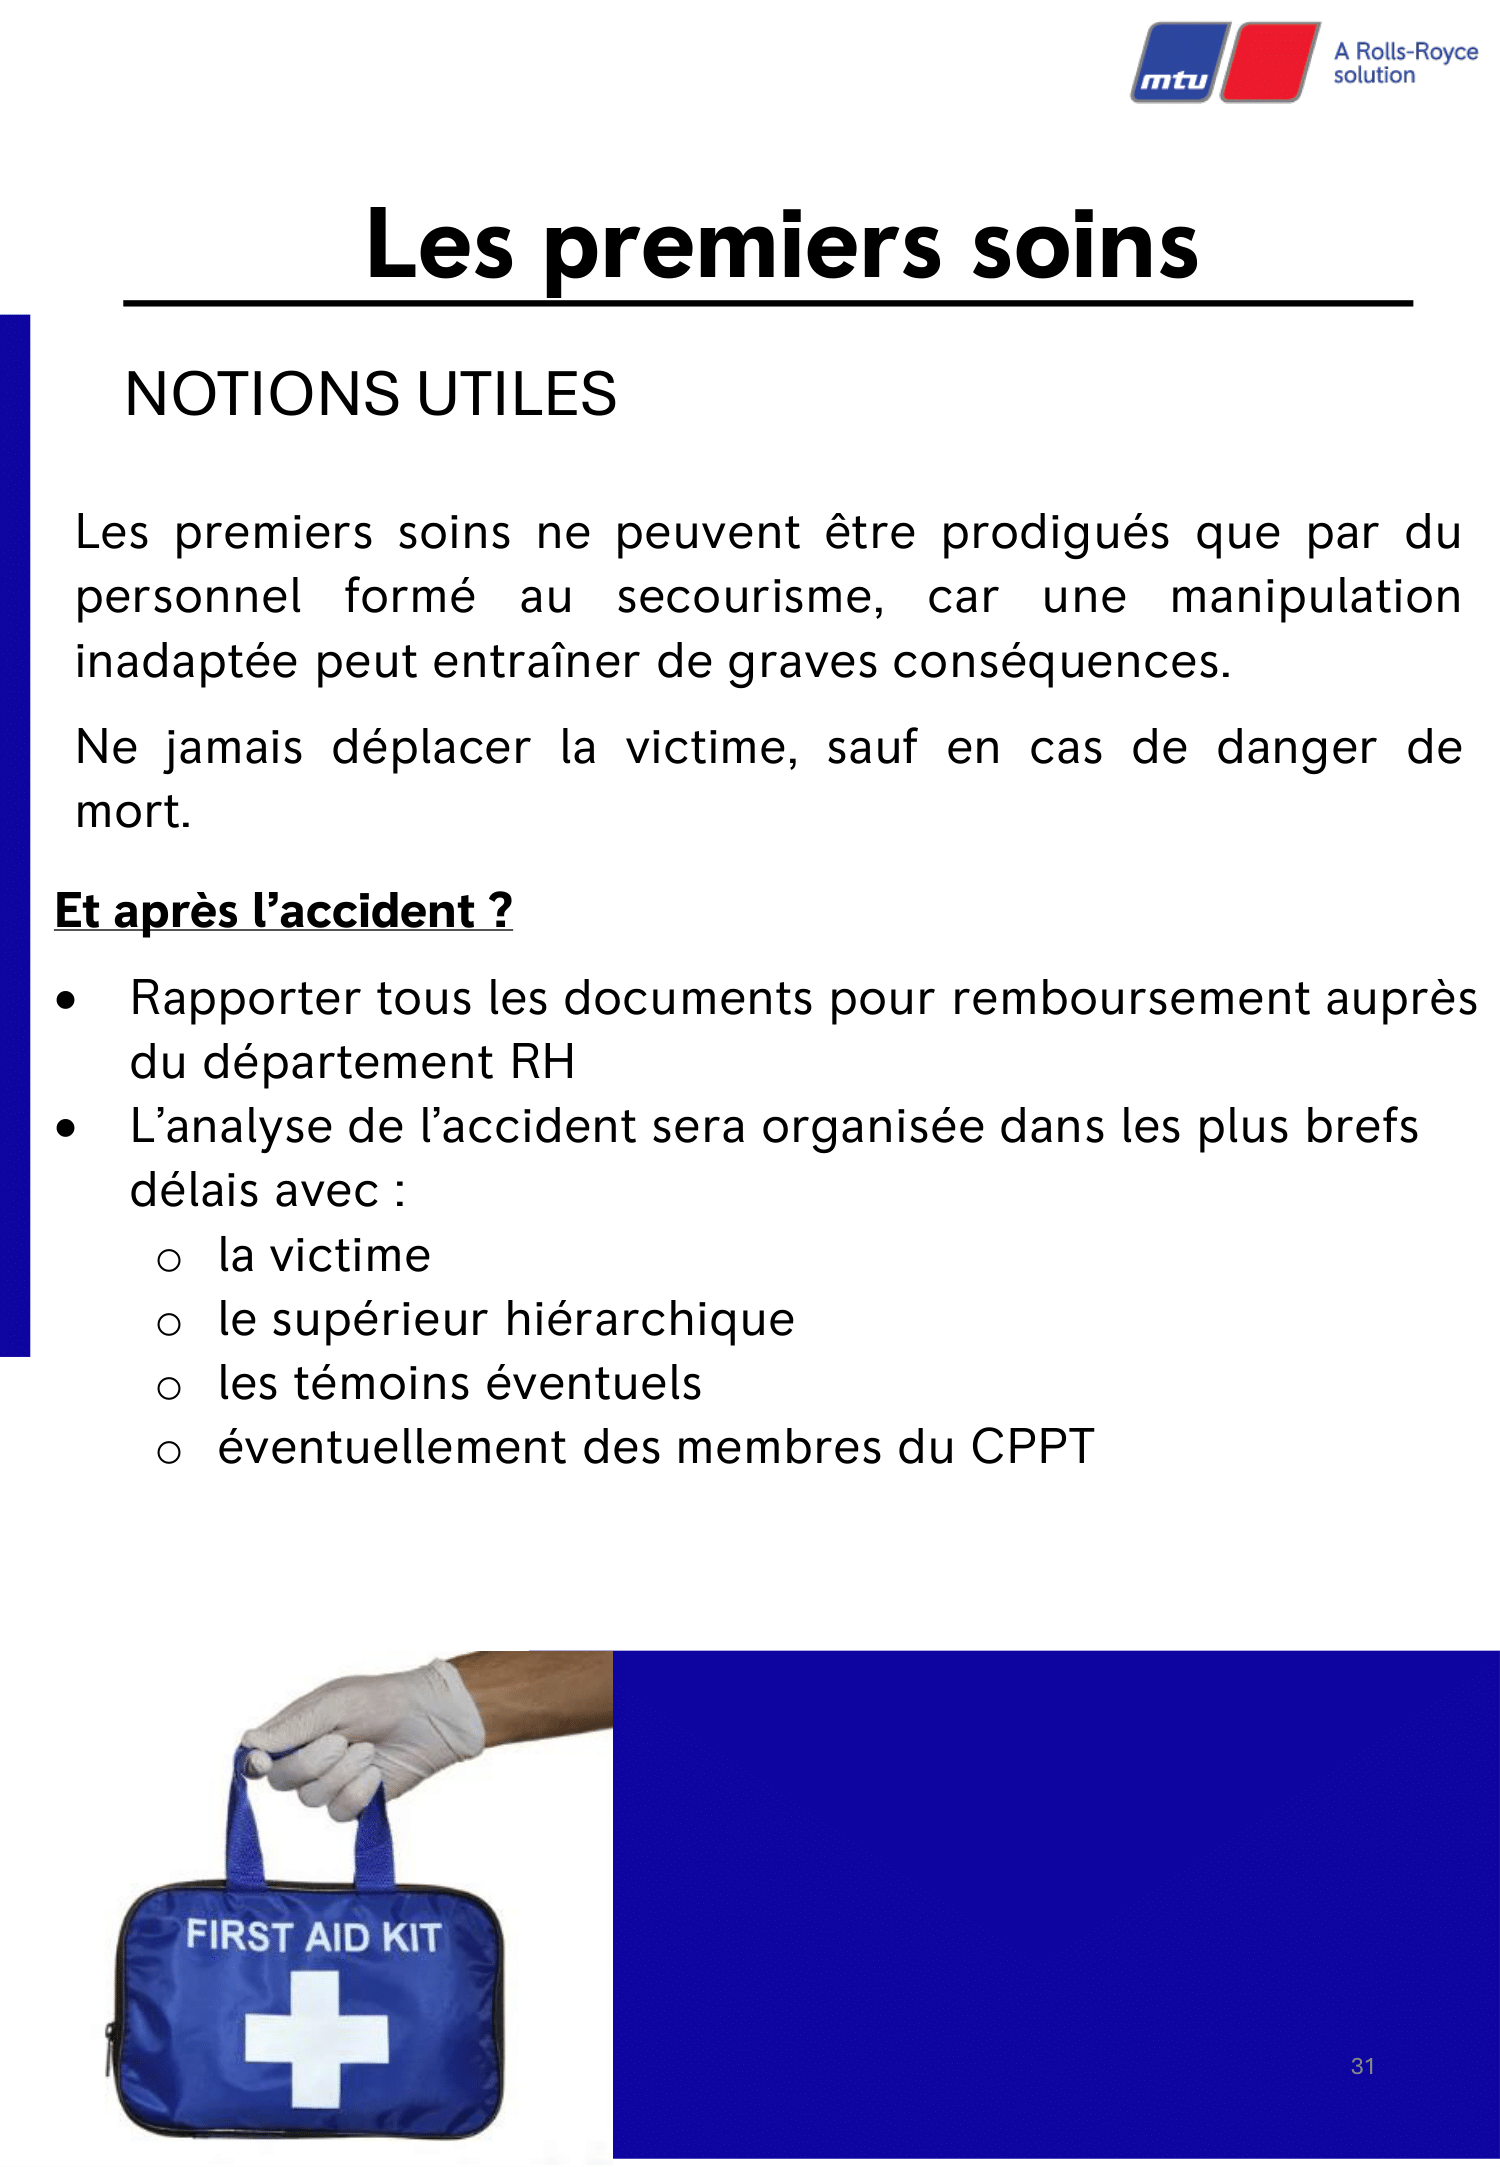 mtu
A Rolls-Royce
solution
Les premiers soins
NOTIONS UTILES
Les premiers soins ne peuvent être prodigués que par du
personnel formé au secourisme, car une manipulation
inadaptée peut entraîner de graves conséquences.
Ne jamais déplacer la victime, sauf en cas de danger de
mort.
Et après l’accident ?
• Rapporter tous les documents pour remboursement auprès
du département RH
• L’analyse de l’accident sera organisée dans les plus brefs
délais avec :
o la victime
o le supérieur hiérarchique
o les témoins éventuels
o éventuellement des membres du CPPT
FIRST AID KIT
31